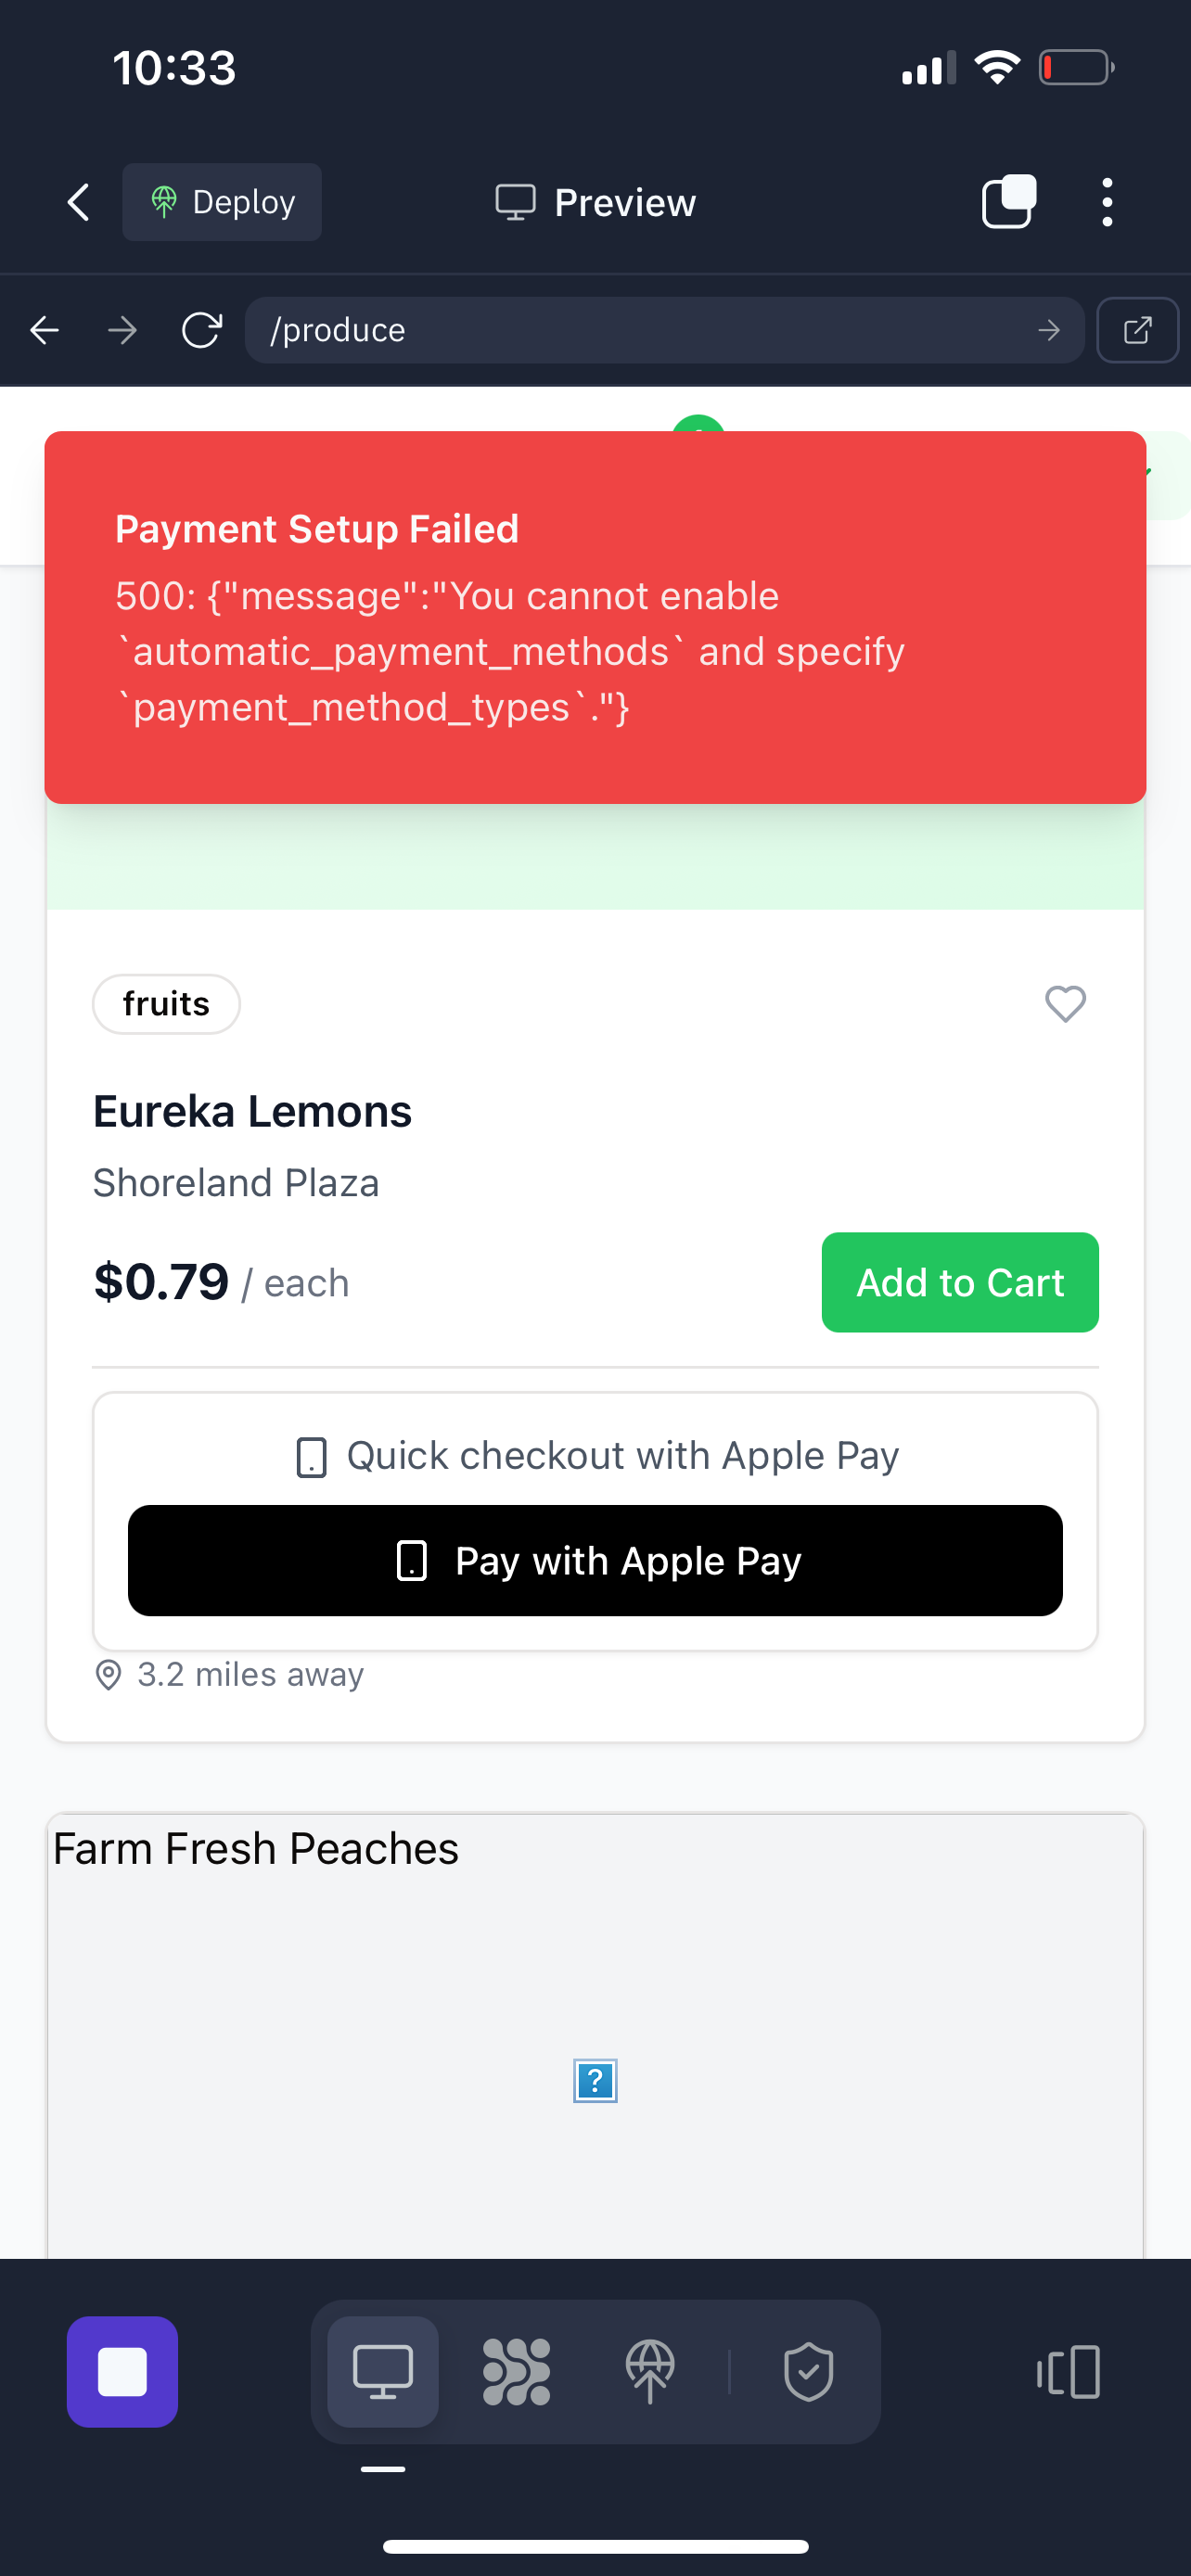 10:33
Deploy
Preview
/produce
Payment Setup Failed
500: {"message":"You cannot enable
`automatic_payment_methods` and specify
`payment_method_types`."}
fruits
Eureka Lemons
Shoreland Plaza
$0.79 / each
Add to Cart
Quick checkout with Apple Pay
Pay with Apple Pay
3.2 miles away
Farm Fresh Peaches
?